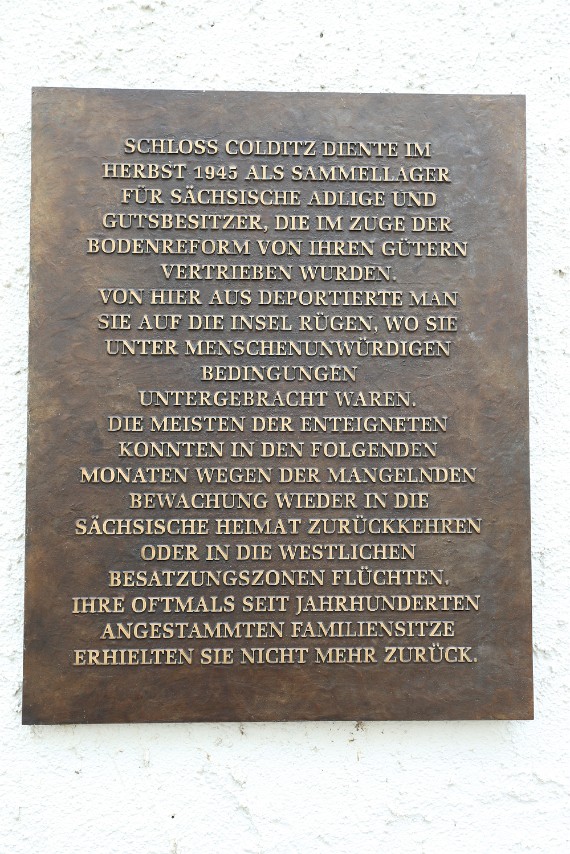 SCHLOSS COLDITZ DIENTE IM
HERBST 1945 ALS SAMMELLAGER
FÜR SÄCHSISCHE ADLIGE UND
GUTSBESITZER, DIE IM ZUGE DER
BODENREFORM VON IHREN GÜTERN
VERTRIEBEN WURDEN.
VON HIER AUS DEPORTIERTE MAN
SIE AUF DIE INSEL RÜGEN, WO SIE
UNTER MENSCHENUNWÜRDIGEN
BEDINGUNGEN
UNTERGEBRACHT WAREN.
DIE MEISTEN DER ENTEIGNETEN
KONNTEN IN DEN FOLGENDEN
MONATEN WEGEN DER MANGELNDEN
BEWACHUNG WIEDER IN DIE
SÄCHSISCHE HEIMAT ZURÜCKKEHREN
ODER IN DIE WESTLICHEN
BESATZUNGSZONEN FLÜCHTEN.
IHRE OFTMALS SEIT JAHRHUNDERTEN
ANGESTAMMTEN FAMILIENSITZE
ERHIELTEN SIE NICHT MEHR ZURÜCK.